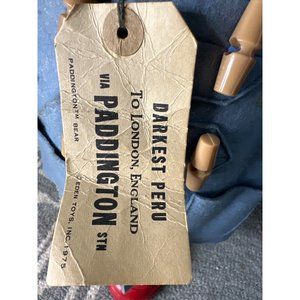 DARKEST PERU
TO LONDON, ENGLAND
VIA PADDINGTON STN
PADDINGTON™ BEAR
EDEN TOYS, INC 1975